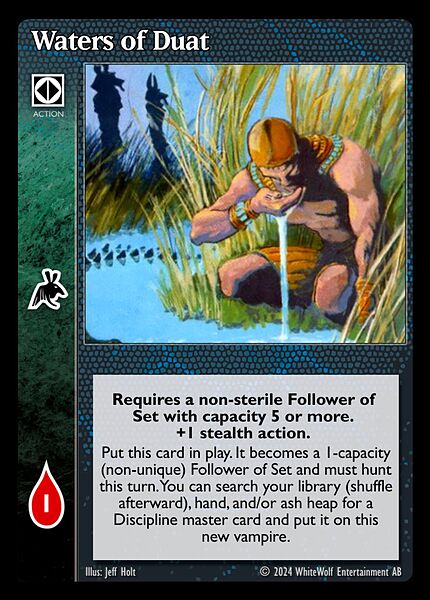 Waters of Duat
ACTION
Requires a non-sterile Follower of
Set with capacity 5 or more.
+1 stealth action.
Put this card in play. It becomes a 1-capacity
(non-unique) Follower of Set and must hunt
this turn. You can search your library (shuffle
afterward), hand, and/or ash heap for a
Discipline master card and put it on this
new vampire.
1
Illus: Jeff Holt © 2024 WhiteWolf Entertainment AB